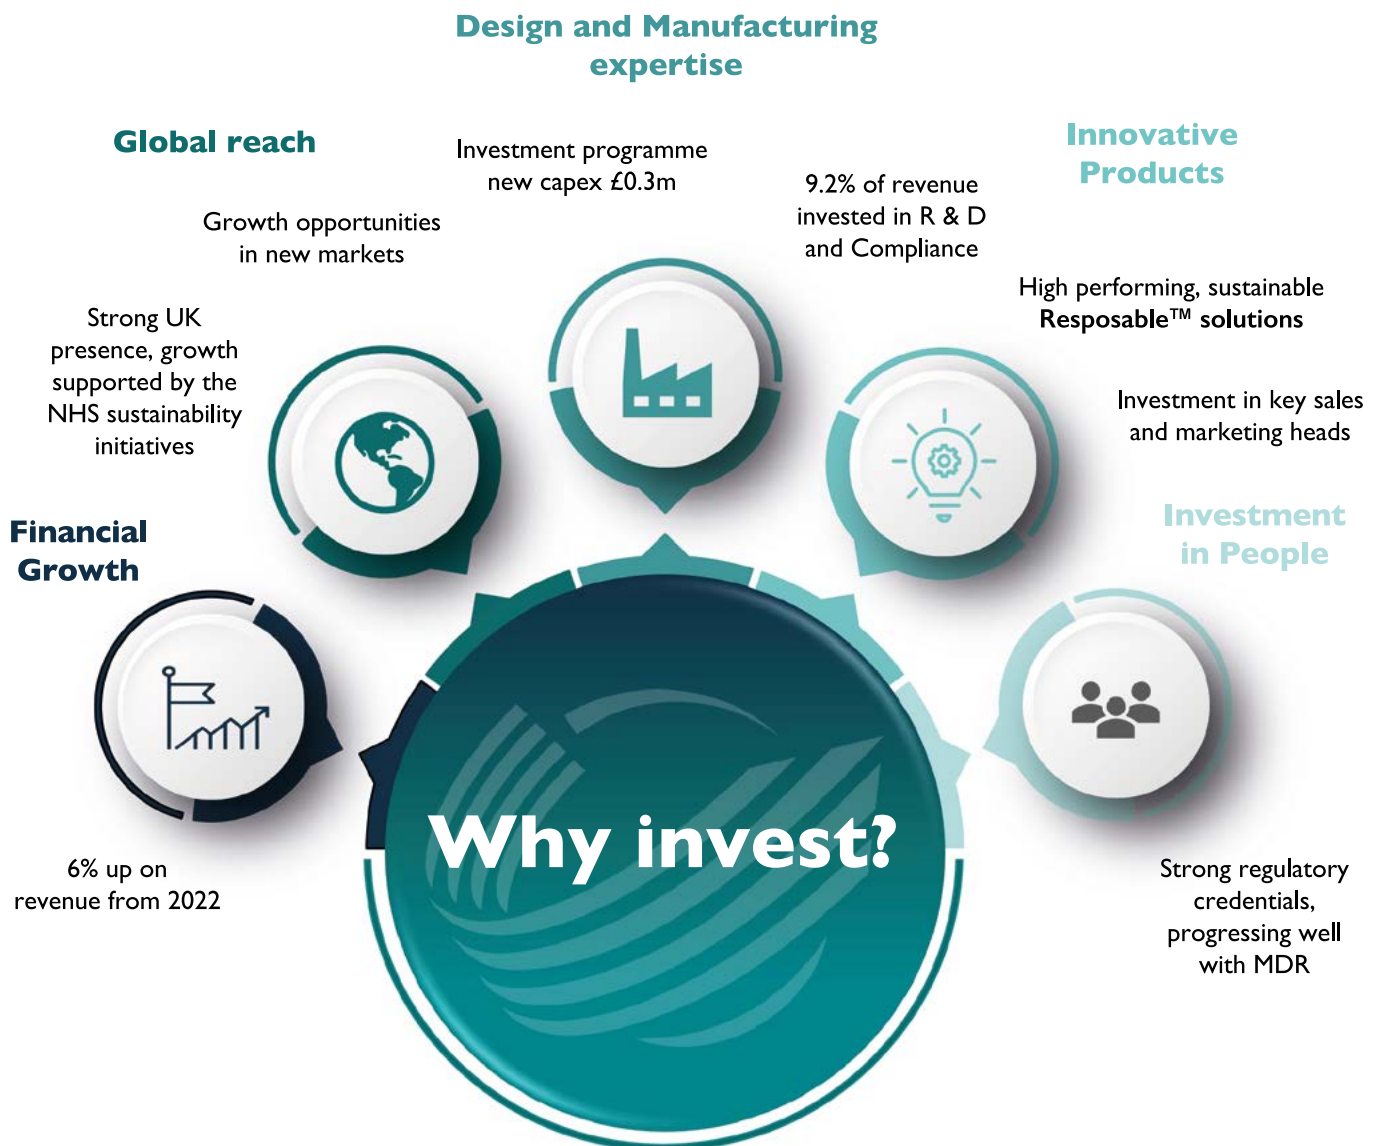 Design and Manufacturing
expertise
Global reach
Investment programme
new capex £0.3m
Innovative
Products
9.2% of revenue
invested in R & D
and Compliance
Growth opportunities
in new markets
High performing, sustainable
Resposable™ solutions
Strong UK
presence, growth
supported by the
NHS sustainability
initiatives
Investment in key sales
and marketing heads
Financial
Growth
Investment
in People
Why invest?
6% up on
revenue from 2022
Strong regulatory
credentials,
progressing well
with MDR